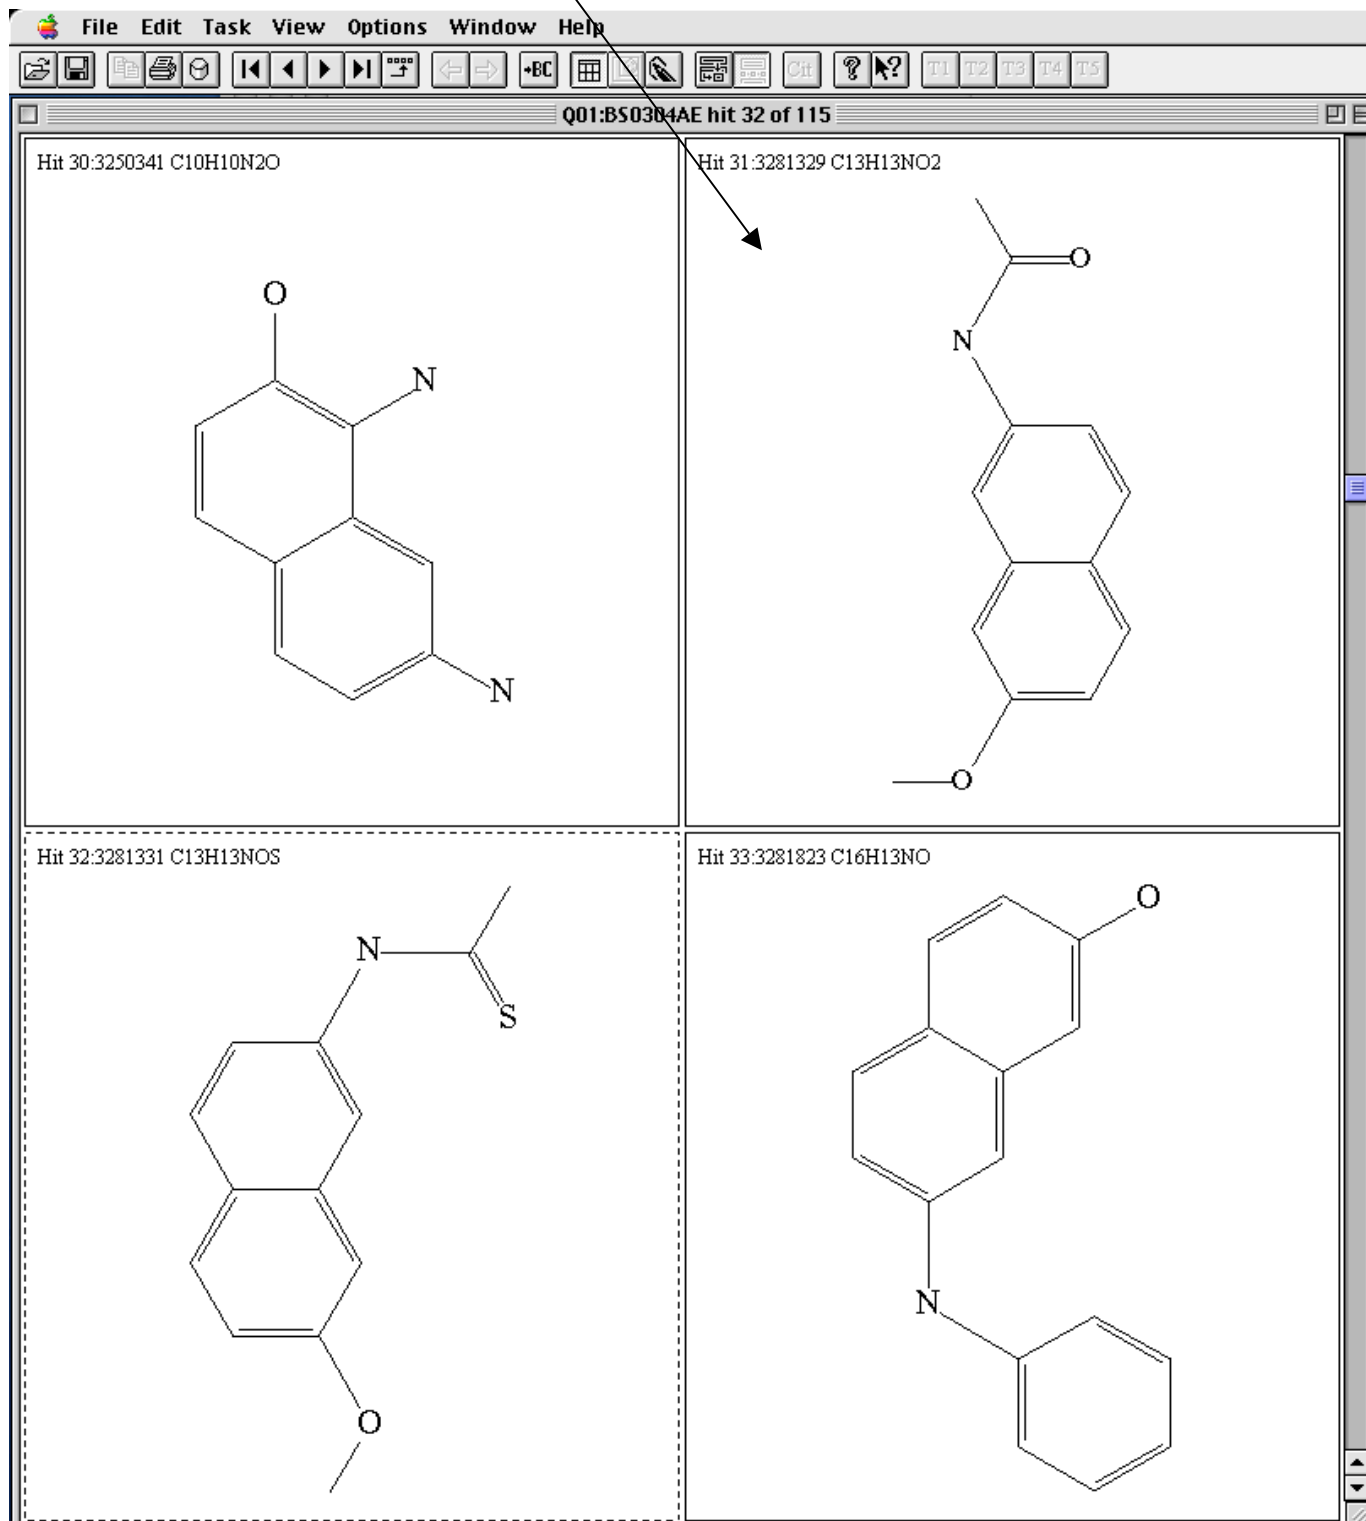 File Edit Task View Options Window Help
+BC Cit ? ? T1 T2 T3 T4 T5
Q01:BS0304AE hit 32 of 115
Hit 30:3250341 C10H10N2O
O
N
N
Hit 31:3281329 C13H13NO2
O
N
O
Hit 32:3281331 C13H13NOS
N
S
O
Hit 33:3281823 C16H13NO
O
N